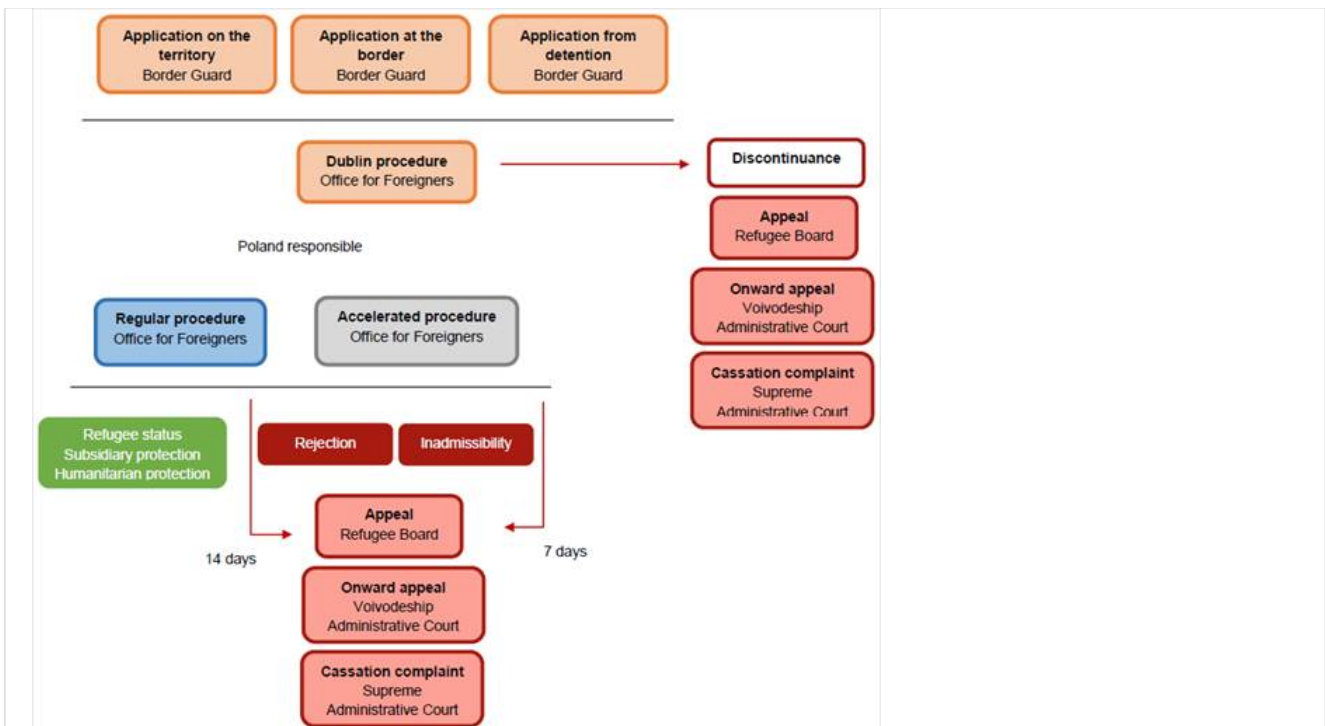 Application on the
territory
Border Guard
Application at the
border
Border Guard
Application from
detention
Border Guard
Dublin procedure
Office for Foreigners
Discontinuance
Appeal
Refugee Board
Onward appeal
Voivodeship
Administrative Court
Cassation complaint
Supreme
Administrative Court
Poland responsible
Regular procedure
Office for Foreigners
Accelerated procedure
Office for Foreigners
Refugee status
Subsidiary protection
Humanitarian protection
Rejection
Inadmissibility
14 days
7 days
Appeal
Refugee Board
Onward appeal
Voivodeship
Administrative Court
Cassation complaint
Supreme
Administrative Court